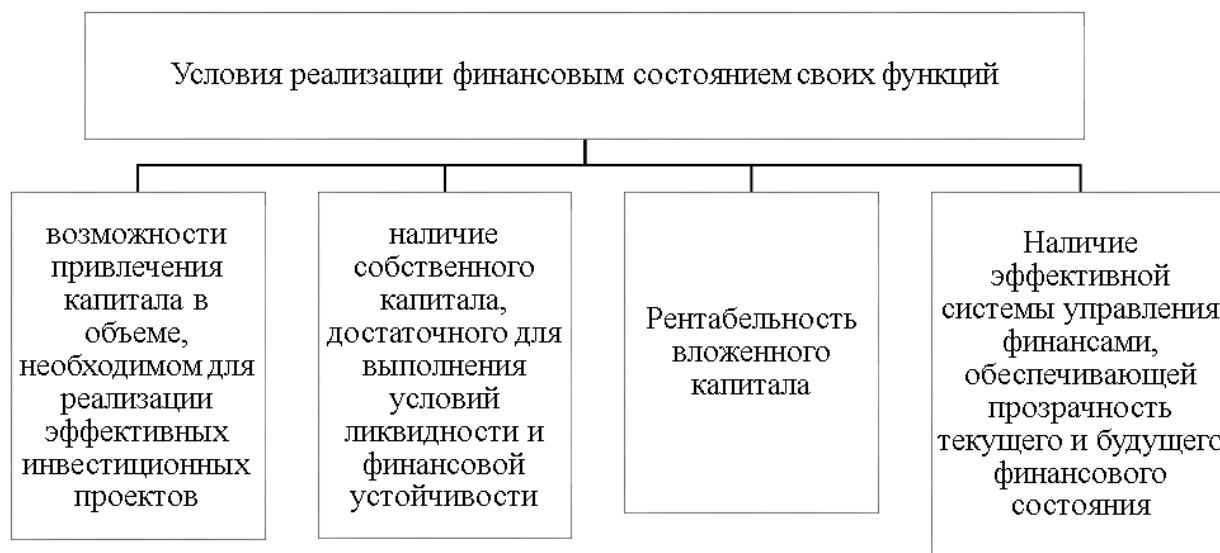 Условия реализации финансовым состоянием своих функций
возможности
привлечения
капитала в
объеме,
необходимом для
реализации
эффективных
инвестиционных
проектов
наличие
собственного
капитала,
достаточного для
выполнения
условий
ликвидности и
финансовой
устойчивости
Рентабельность
вложенного
капитала
Наличие
эффективной
системы управления
финансами,
обеспечивающей
прозрачность
текущего и будущего
финансового
состояния